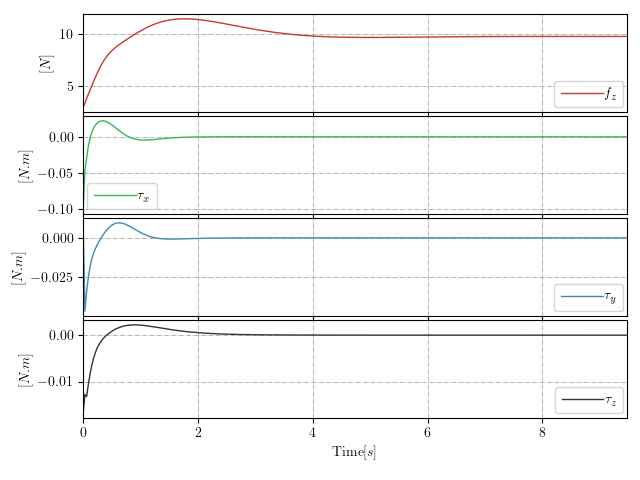 10
5
[N]
f_z
0.00
−0.05
−0.10
[N.m]
τ_x
0.000
−0.025
[N.m]
τ_y
0.00
−0.01
[N.m]
τ_z
0 2 4 6 8
Time[s]